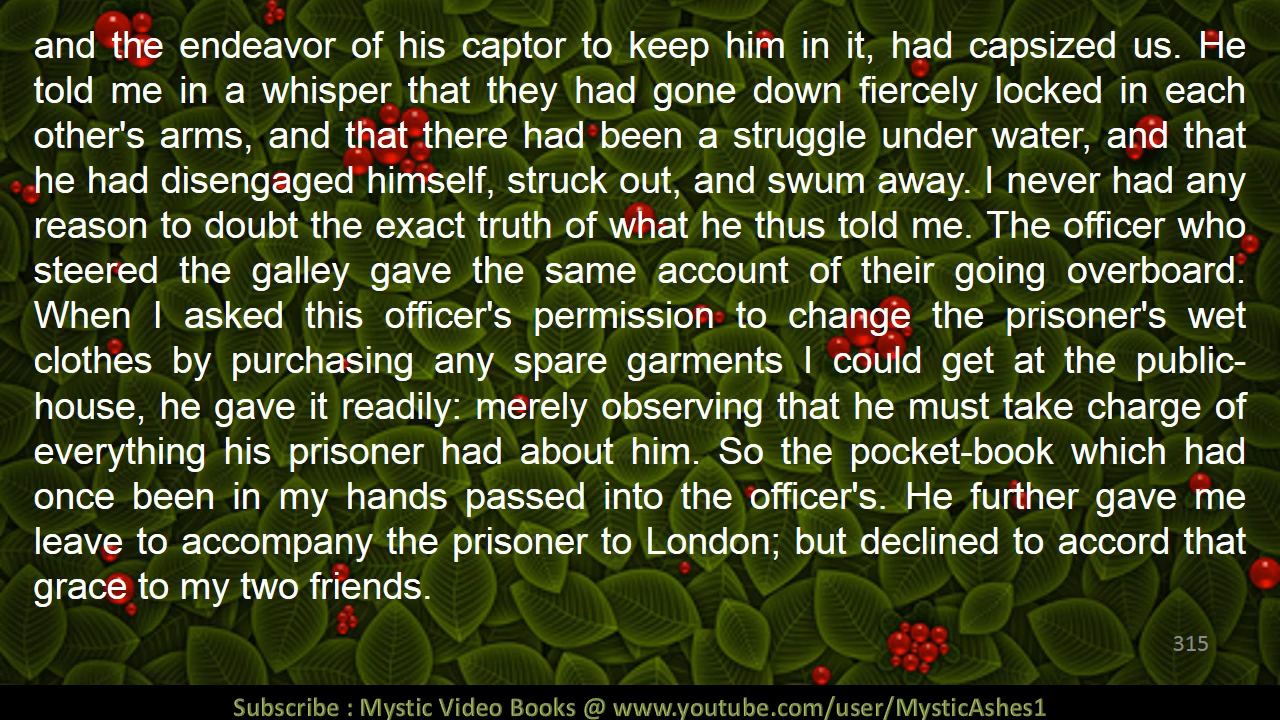 and the endeavor of his captor to keep him in it, had capsized us. He
told me in a whisper that they had gone down fiercely locked in each
other's arms, and that there had been a struggle under water, and that
he had disengaged himself, struck out, and swum away. I never had any
reason to doubt the exact truth of what he thus told me. The officer who
steered the galley gave the same account of their going overboard.
When I asked this officer's permission to change the prisoner's wet
clothes by purchasing any spare garments I could get at the public-
house, he gave it readily: merely observing that he must take charge of
everything his prisoner had about him. So the pocket-book which had
once been in my hands passed into the officer's. He further gave me
leave to accompany the prisoner to London; but declined to accord that
grace to my two friends.
315
Subscribe : Mystic Video Books @ www.youtube.com/user/MysticAshes1